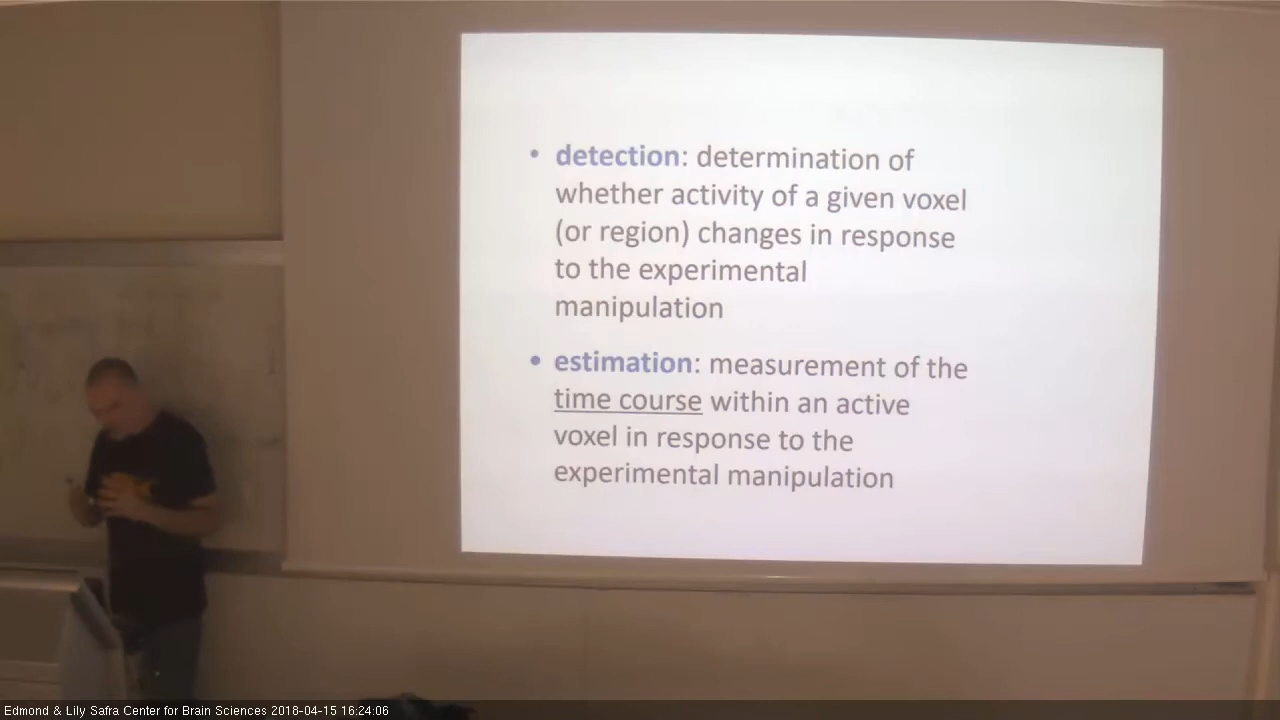 • detection: determination of
whether activity of a given voxel
(or region) changes in response
to the experimental
manipulation
• estimation: measurement of the
time course within an active
voxel in response to the
experimental manipulation
Edmond & Lily Safra Center for Brain Sciences 2018-04-15 16:24:06